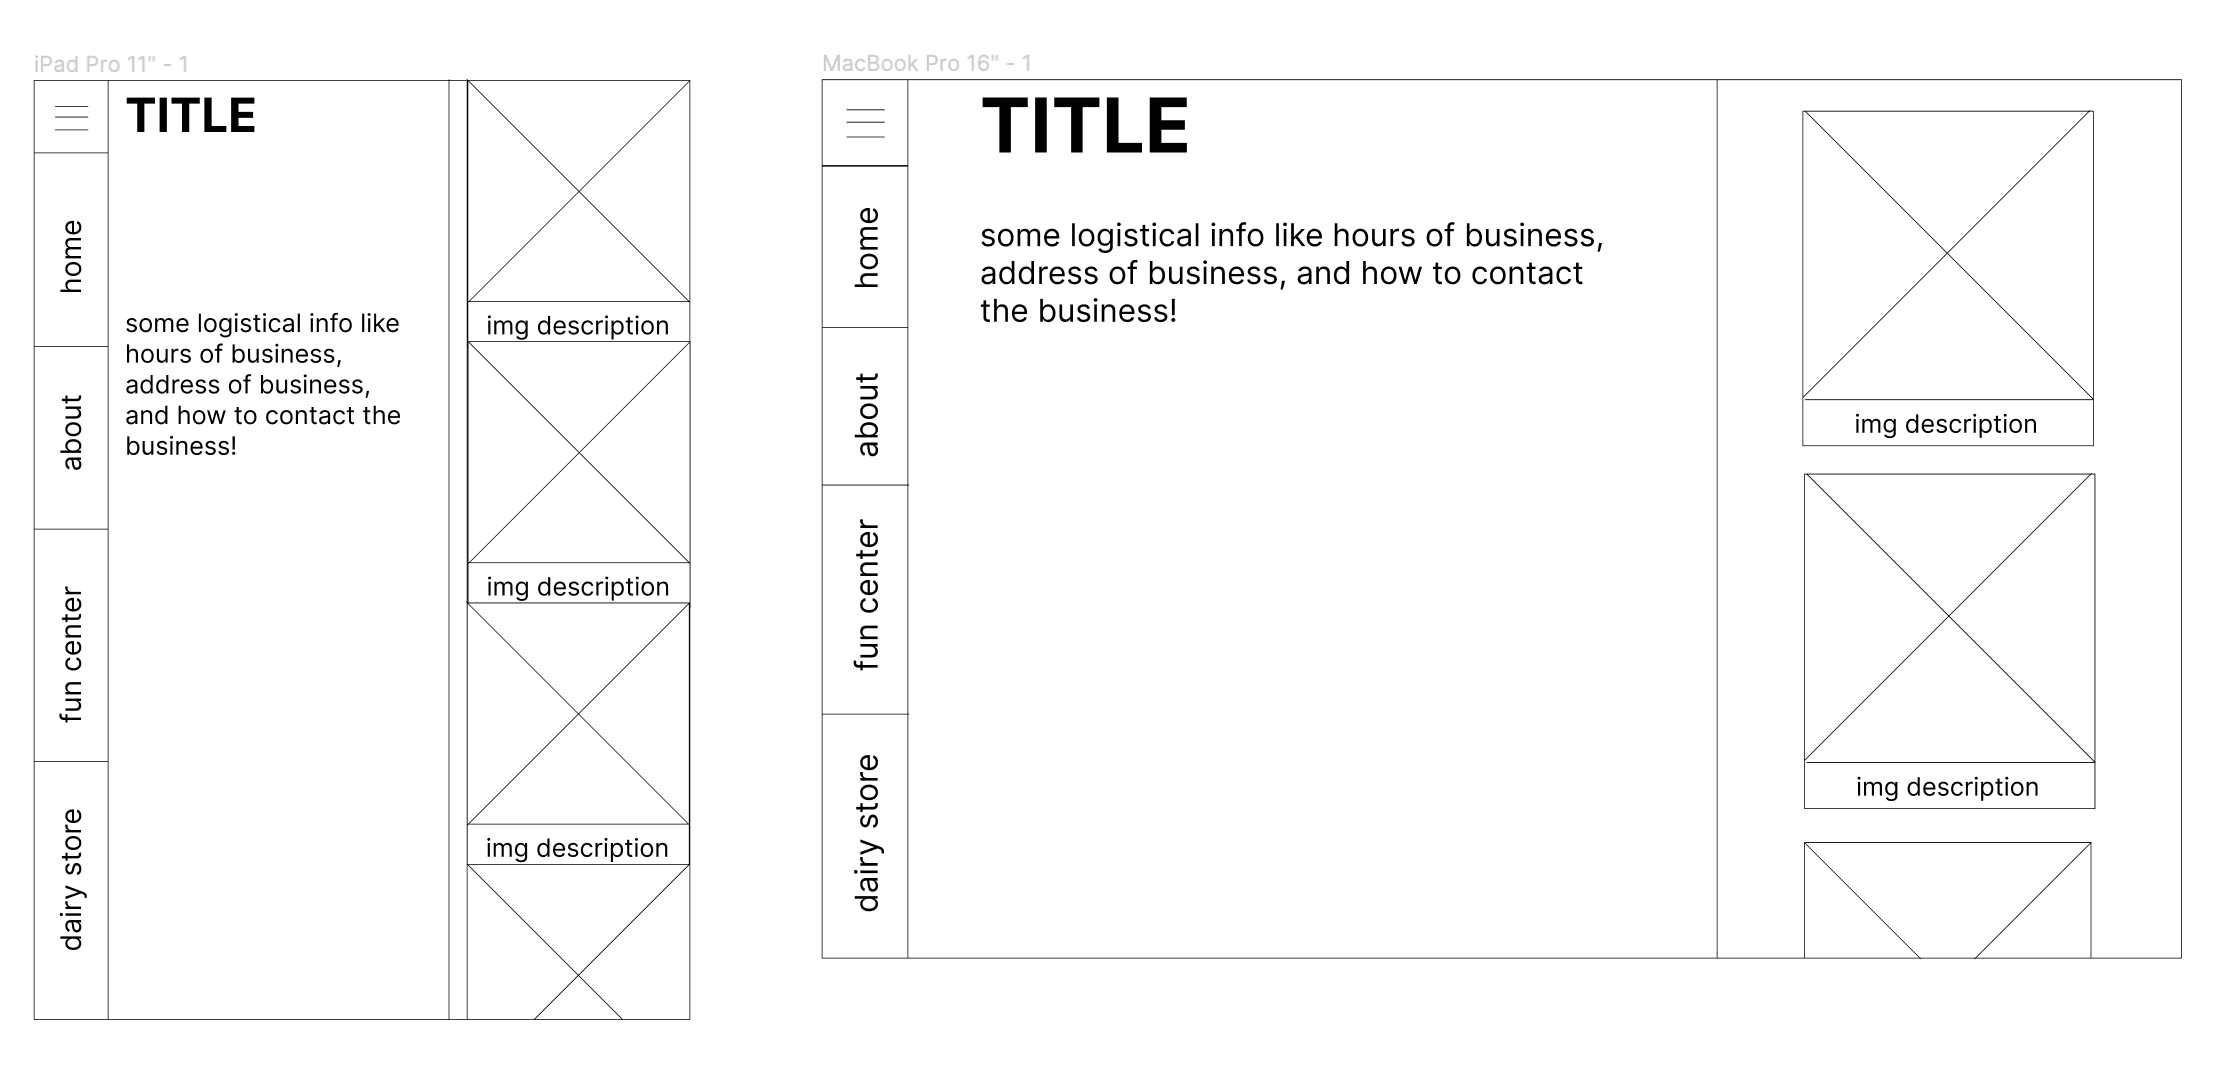 iPad Pro 11" - 1
TITLE
home
about
fun center
dairy store
some logistical info like
hours of business,
address of business,
and how to contact the
business!
img description
img description
img description
MacBook Pro 16" - 1
TITLE
home
about
fun center
dairy store
some logistical info like hours of business,
address of business, and how to contact
the business!
img description
img description